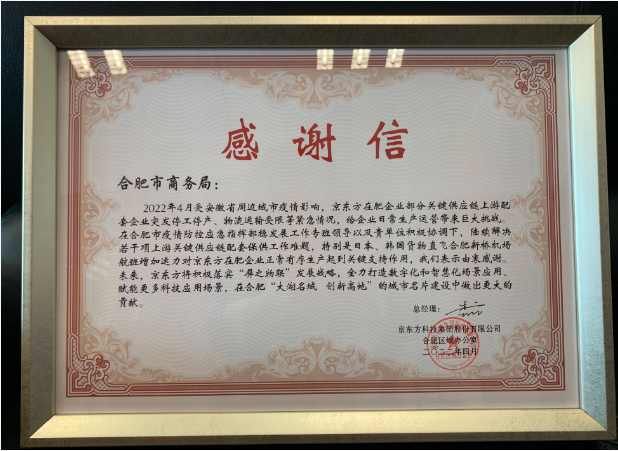 感谢信
合肥市商务局：
2022年4月受安徽省周边城市疫情影响，京东方在肥企业部分关键供应链上游配
套企业突发停工停产、物流运输受限等紧急情况，给企业日常生产运营带来巨大挑战。
在合肥市疫情防控应急指挥部稳发展工作专班领导以及贵单位积极协调下，陆续解决
若干项上游关键供应链配套保供工作难题，特别是日本、韩国货物直飞合肥新桥机场
航班增加运力对京东方在肥企业正常有序生产起到关键支持作用，我们表示由衷感谢。
未来，京东方将积极落实“屏之物联”发展战略，全力打造数字化和智慧化场景应用、
赋能更多科技应用场景，在合肥“大湖名城 创新高地”的城市名片建设中做出更大的
贡献。
总经理：
京东方科技集团股份有限公司
合肥区域办公室
二〇二二年四月